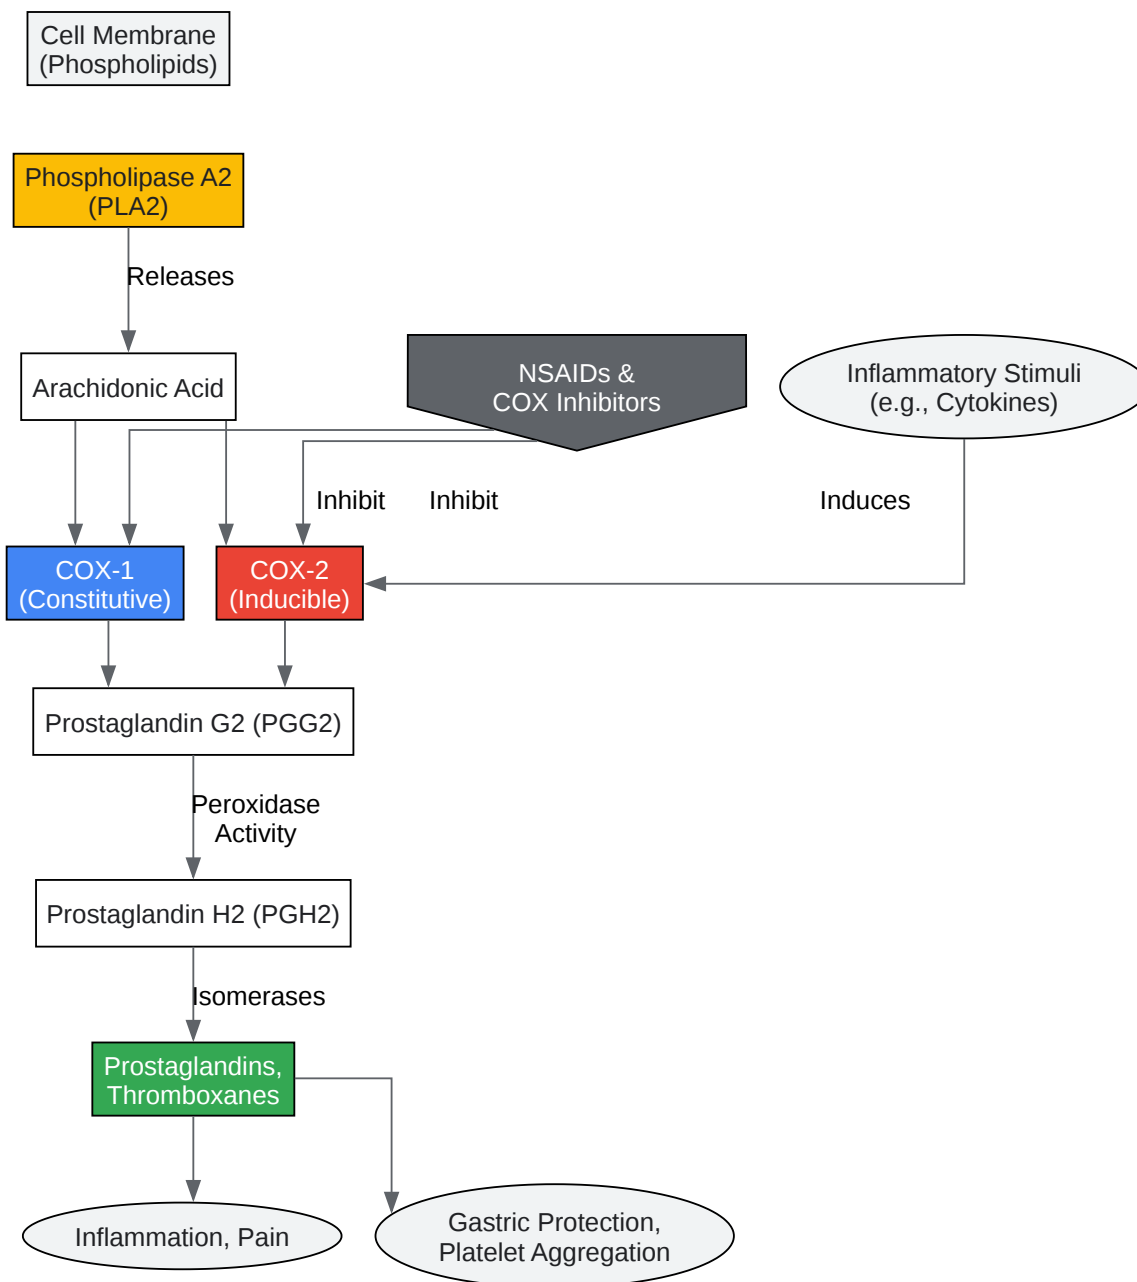 Cell Membrane
(Phospholipids)
Phospholipase A2
(PLA2)
Releases
Arachidonic Acid
NSAIDs &
COX Inhibitors
Inflammatory Stimuli
(e.g., Cytokines)
Inhibit
Inhibit
Induces
COX-1
(Constitutive)
COX-2
(Inducible)
Prostaglandin G2 (PGG2)
Peroxidase
Activity
Prostaglandin H2 (PGH2)
Isomerases
Prostaglandins,
Thromboxanes
Inflammation, Pain
Gastric Protection,
Platelet Aggregation